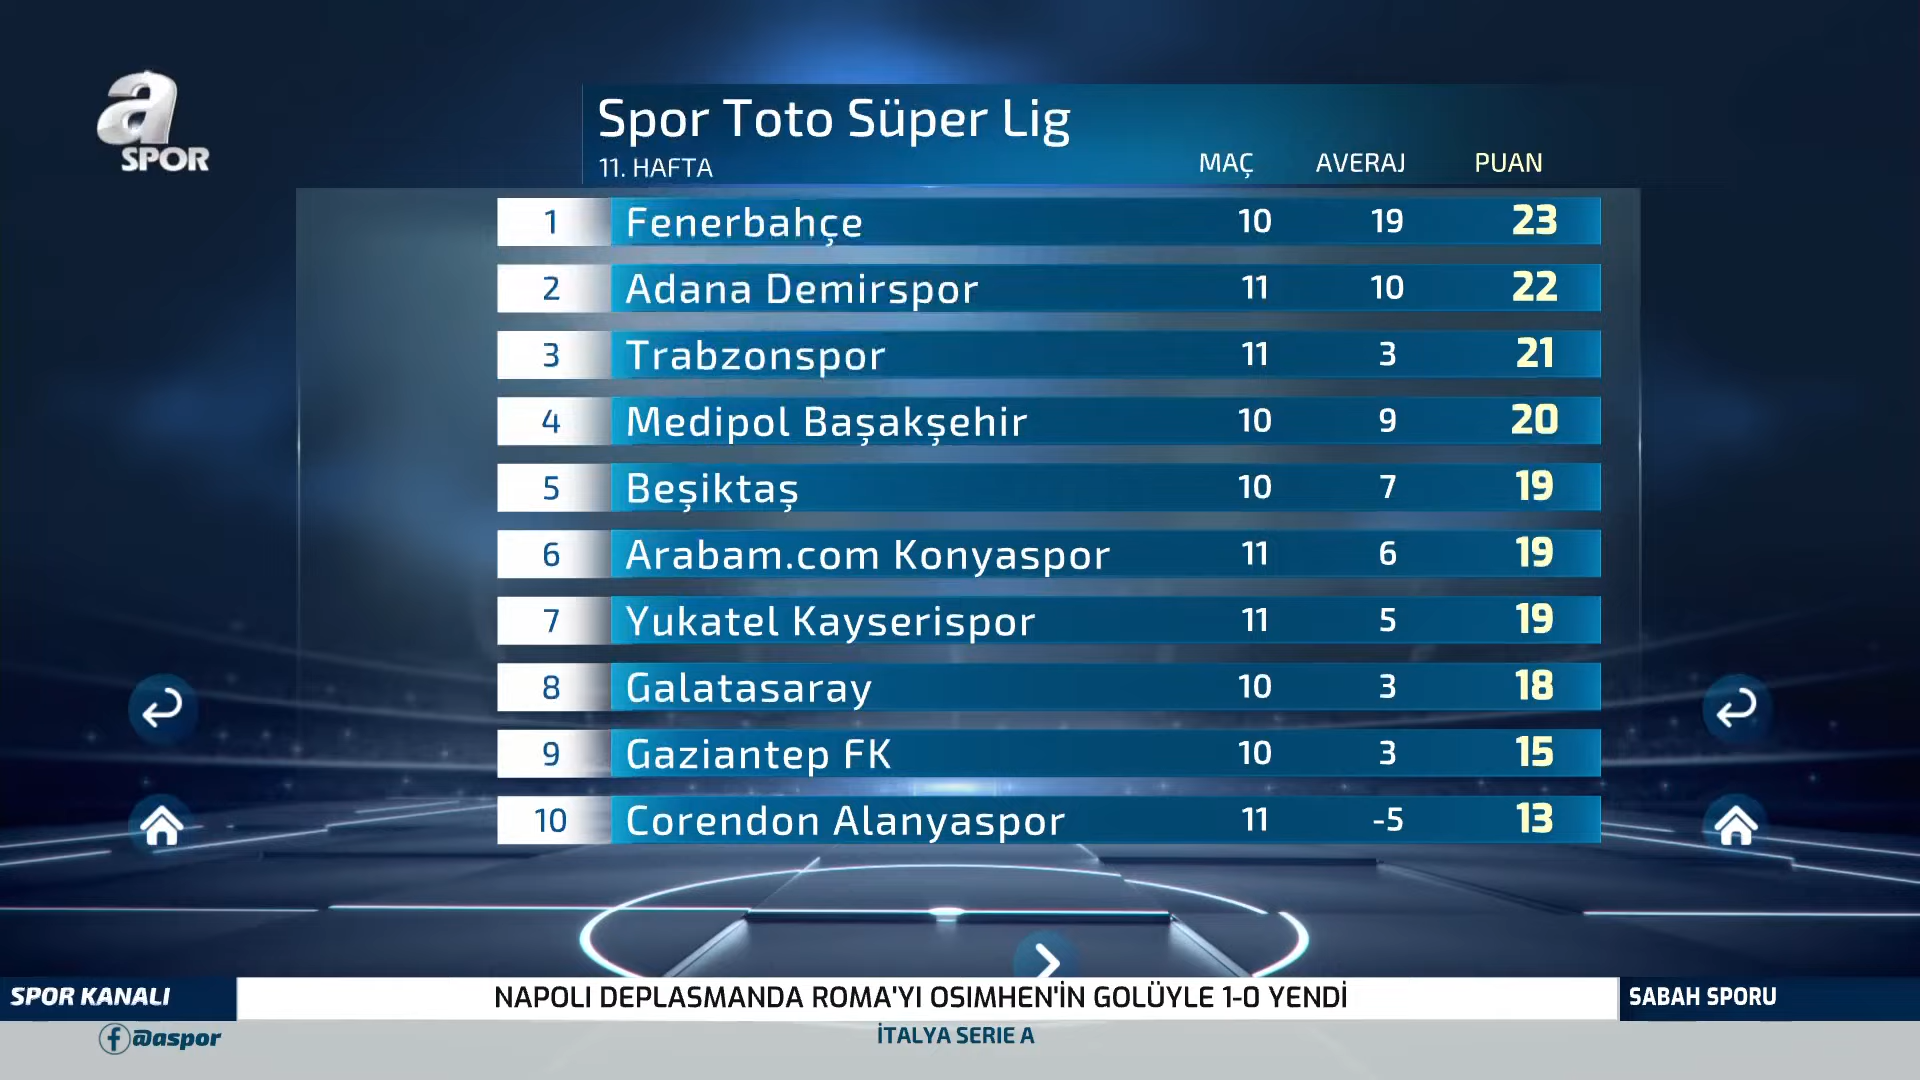 a
SPOR
Spor Toto Süper Lig
11. HAFTA MAÇ AVERAJ PUAN
1 Fenerbahçe 10 19 23
2 Adana Demirspor 11 10 22
3 Trabzonspor 11 3 21
4 Medipol Başakşehir 10 9 20
5 Beşiktaş 10 7 19
6 Arabam.com Konyaspor 11 6 19
7 Yukatel Kayserispor 11 5 19
8 Galatasaray 10 3 18
9 Gaziantep FK 10 3 15
10 Corendon Alanyaspor 11 -5 13
SPOR KANALI NAPOLI DEPLASMANDA ROMA'YI OSIMHEN'İN GOLÜYLE 1-0 YENDİ SABAH SPORU
f @aspor İTALYA SERIE A